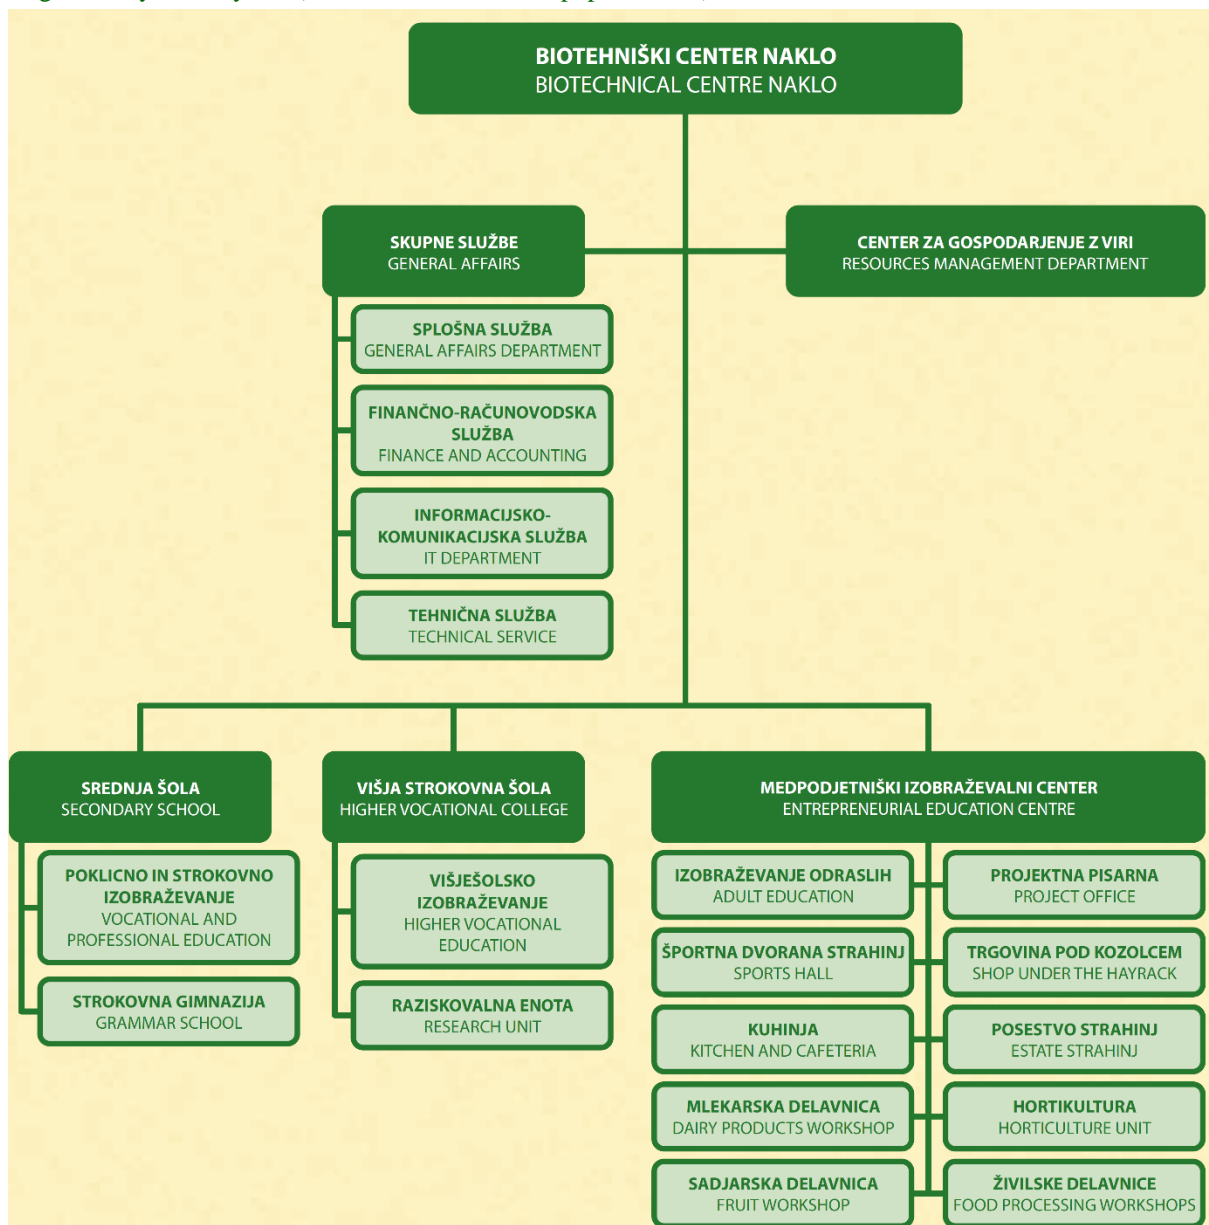 BIOTEHNIŠKI CENTER NAKLO
BIOTECHNICAL CENTRE NAKLO
SKUPNE SLUŽBE
GENERAL AFFAIRS
CENTER ZA GOSPODARJENJE Z VIRI
RESOURCES MANAGEMENT DEPARTMENT
SPLOŠNA SLUŽBA
GENERAL AFFAIRS DEPARTMENT
FINANČNO-RAČUNOVODSKA
SLUŽBA
FINANCE AND ACCOUNTING
INFORMACIJSKO-
KOMUNIKACIJSKA SLUŽBA
IT DEPARTMENT
TEHNIČNA SLUŽBA
TECHNICAL SERVICE
SREDNJA ŠOLA
SECONDARY SCHOOL
POKLICNO IN STROKOVNO
IZOBRAŽEVANJE
VOCATIONAL AND
PROFESSIONAL EDUCATION
STROKOVNA GIMNAZIJA
GRAMMAR SCHOOL
VIŠJA STROKOVNA ŠOLA
HIGHER VOCATIONAL COLLEGE
VIŠJEŠOLSKO
IZOBRAŽEVANJE
HIGHER VOCATIONAL
EDUCATION
RAZISKOVALNA ENOTA
RESEARCH UNIT
MEDPODJETNIŠKI IZOBRAŽEVALNI CENTER
ENTREPRENEURIAL EDUCATION CENTRE
IZOBRAŽEVANJE ODRASLIH
ADULT EDUCATION
PROJEKTNA PISARNA
PROJECT OFFICE
ŠPORTNA DVORANA STRAHINJ
SPORTS HALL
TRGOVINA POD KOZOLCEM
SHOP UNDER THE HAYRACK
KUHINJA
KITCHEN AND CAFETERIA
POSESTVO STRAHINJ
ESTATE STRAHINJ
MLEKARSKA DELAVNICA
DAIRY PRODUCTS WORKSHOP
HORTIKULTURA
HORTICULTURE UNIT
SADJARSKA DELAVNICA
FRUIT WORKSHOP
ŽIVILSKE DELAVNICE
FOOD PROCESSING WORKSHOPS